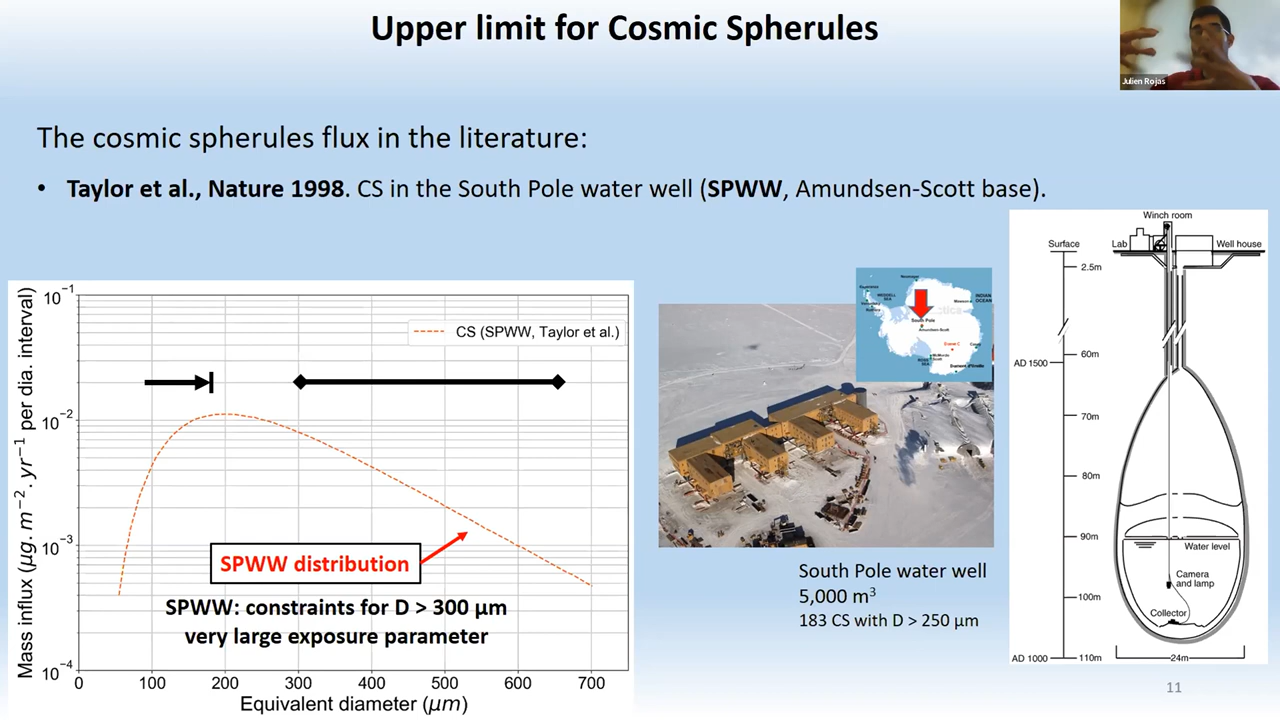 Upper limit for Cosmic Spherules
Julien Rojas
The cosmic spherules flux in the literature:
• Taylor et al., Nature 1998. CS in the South Pole water well (SPWW, Amundsen-Scott base).
Mass influx (μg. m⁻². yr⁻¹ per dia. interval)
10⁻¹
10⁻²
10⁻³
10⁻⁴
CS (SPWW, Taylor et al.)
SPWW distribution
SPWW: constraints for D > 300 μm
very large exposure parameter
0 100 200 300 400 500 600 700
Equivalent diameter (μm)
South Pole
South Pole water well
5,000 m³
183 CS with D > 250 μm
Winch room
Surface
Lab
Well house
2.5m
60m
AD 1500
70m
80m
90m
Water level
Camera
and lamp
100m
Collector
AD 1000
110m
24m
11